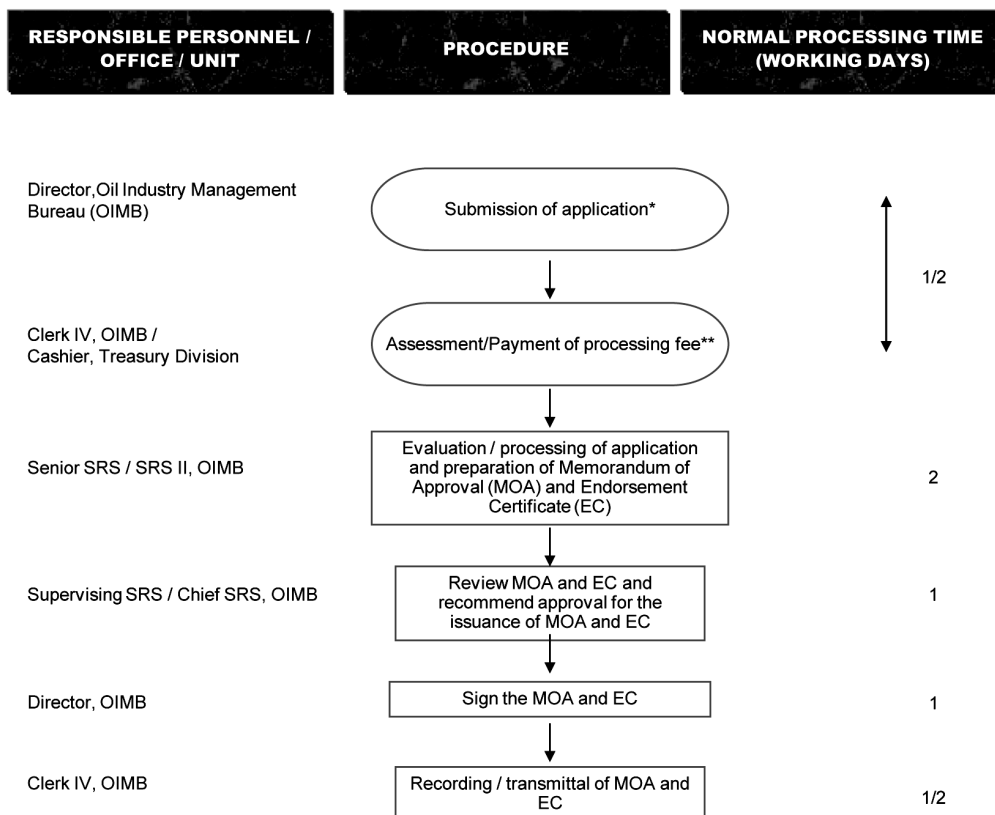 RESPONSIBLE PERSONNEL /
OFFICE / UNIT
PROCEDURE
NORMAL PROCESSING TIME
(WORKING DAYS)
Director,Oil Industry Management
Bureau (OIMB)
Submission of application*
1/2
Clerk IV, OIMB /
Cashier, Treasury Division
Assessment/Payment of processing fee**
Senior SRS / SRS II, OIMB
Evaluation / processing of application
and preparation of Memorandum of
Approval (MOA) and Endorsement
Certificate (EC)
2
Supervising SRS / Chief SRS, OIMB
Review MOA and EC and
recommend approval for the
issuance of MOA and EC
1
Director, OIMB
Sign the MOA and EC
1
Clerk IV, OIMB
Recording / transmittal of MOA and
EC
1/2